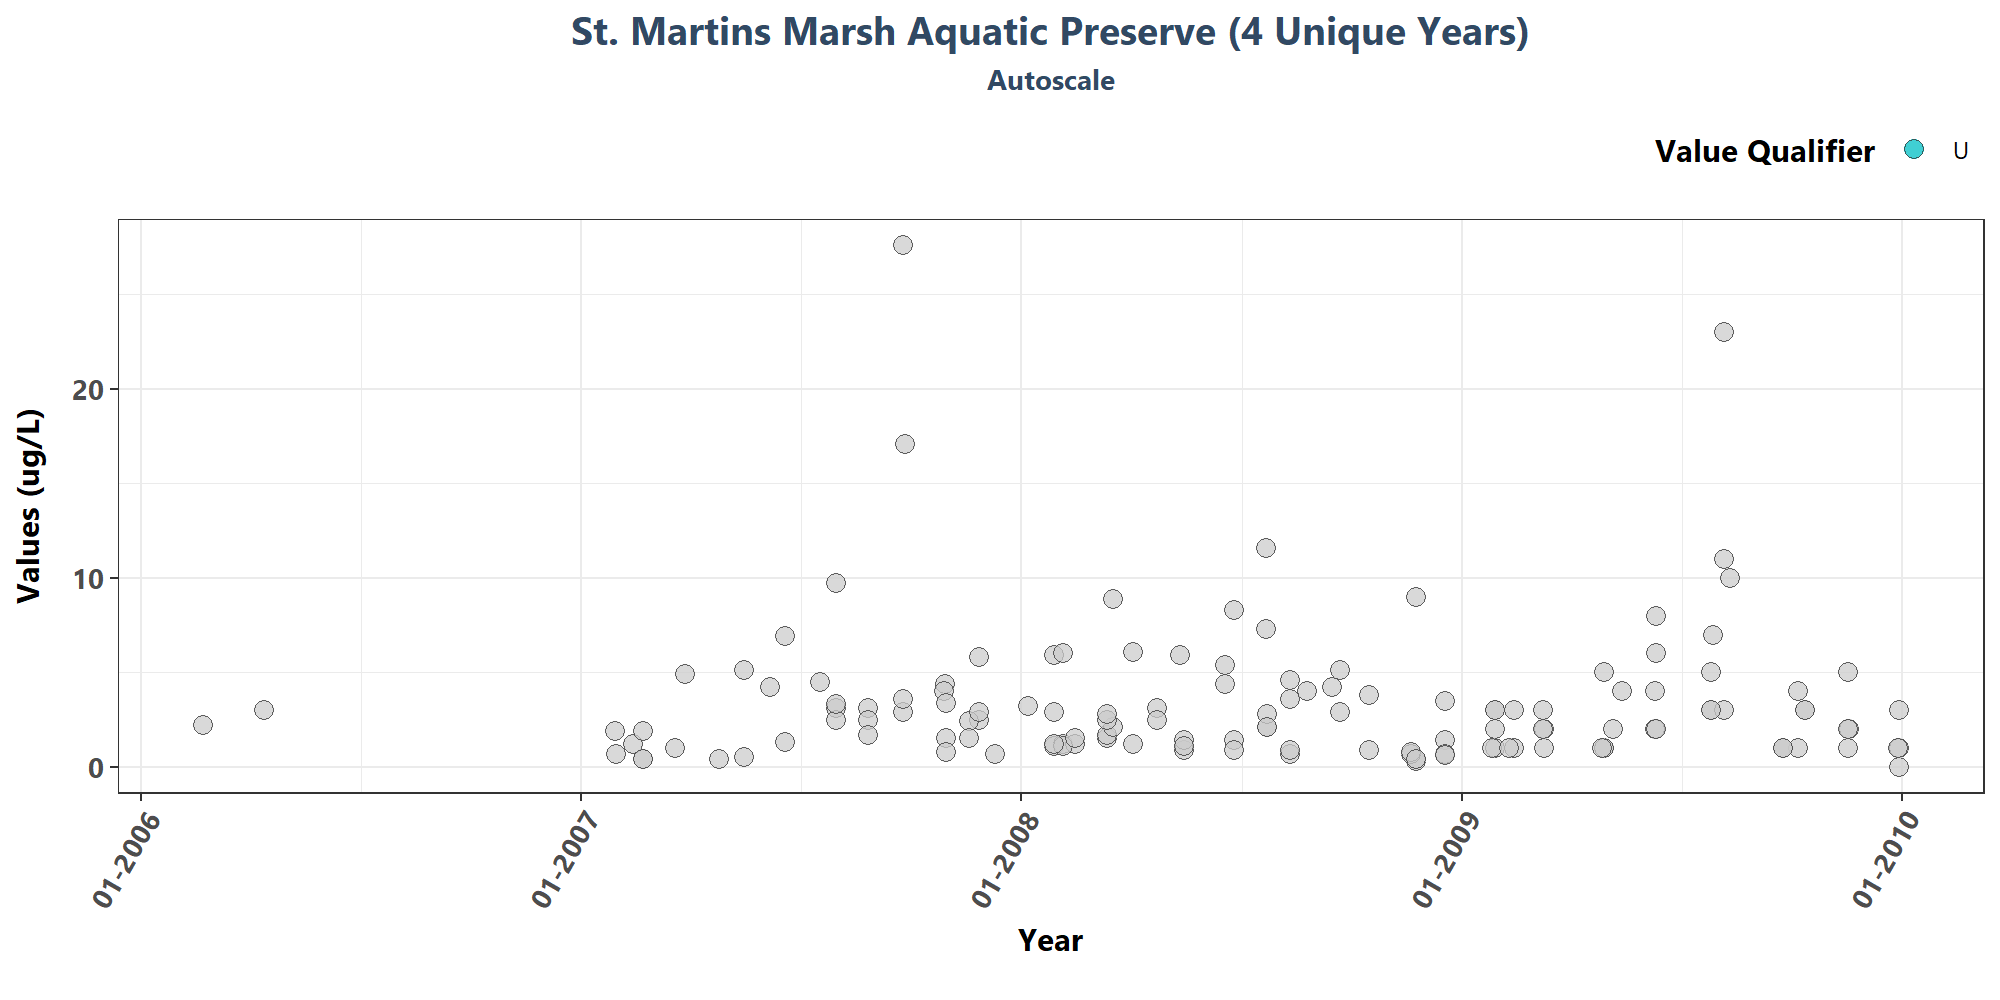 St. Martins Marsh Aquatic Preserve (4 Unique Years)
Autoscale
Value Qualifier U
Values (ug/L)
20
10
0
01-2006 01-2007 01-2008 01-2009 01-2010
Year